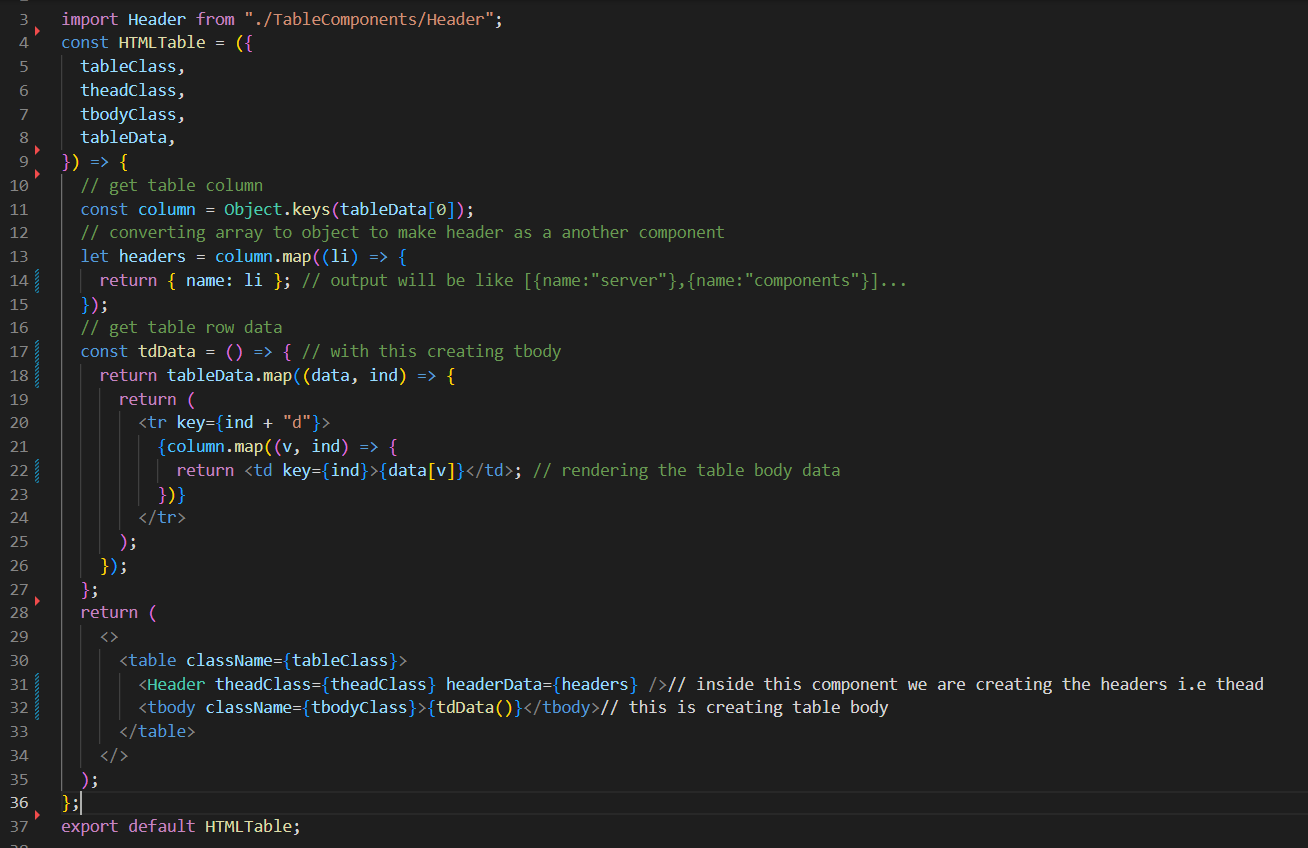 3 import Header from "./TableComponents/Header";
4 const HTMLTable = ({
5   tableClass,
6   theadClass,
7   tbodyClass,
8   tableData,
9 }) => {
10   // get table column
11   const column = Object.keys(tableData[0]);
12   // converting array to object to make header as a another component
13   let headers = column.map((li) => {
14     return { name: li }; // output will be like [{name:"server"},{name:"components"}]...
15   });
16   // get table row data
17   const tdData = () => { // with this creating tbody
18     return tableData.map((data, ind) => {
19       return (
20         <tr key={ind + "d"}>
21           {column.map((v, ind) => {
22             return <td key={ind}>{data[v]}</td>; // rendering the table body data
23           })}
24         </tr>
25       );
26     });
27   };
28   return (
29     <>
30       <table className={tableClass}>
31         <Header theadClass={theadClass} headerData={headers} />// inside this component we are creating the headers i.e thead
32         <tbody className={tbodyClass}>{tdData()}</tbody>// this is creating table body
33       </table>
34     </>
35   );
36 };
37 export default HTMLTable;